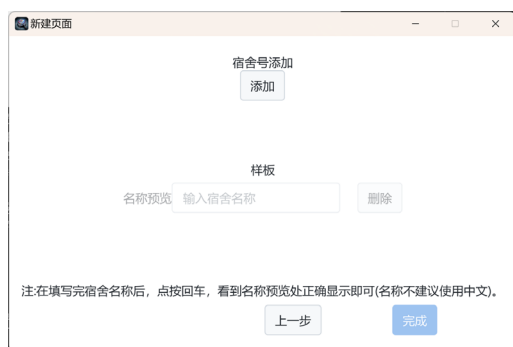 新建页面
宿舍号添加
添加
样板
名称预览 输入宿舍名称 删除
注:在填写完宿舍名称后，点按回车，看到名称预览处正确显示即可(名称不建议使用中文)。
上一步 完成